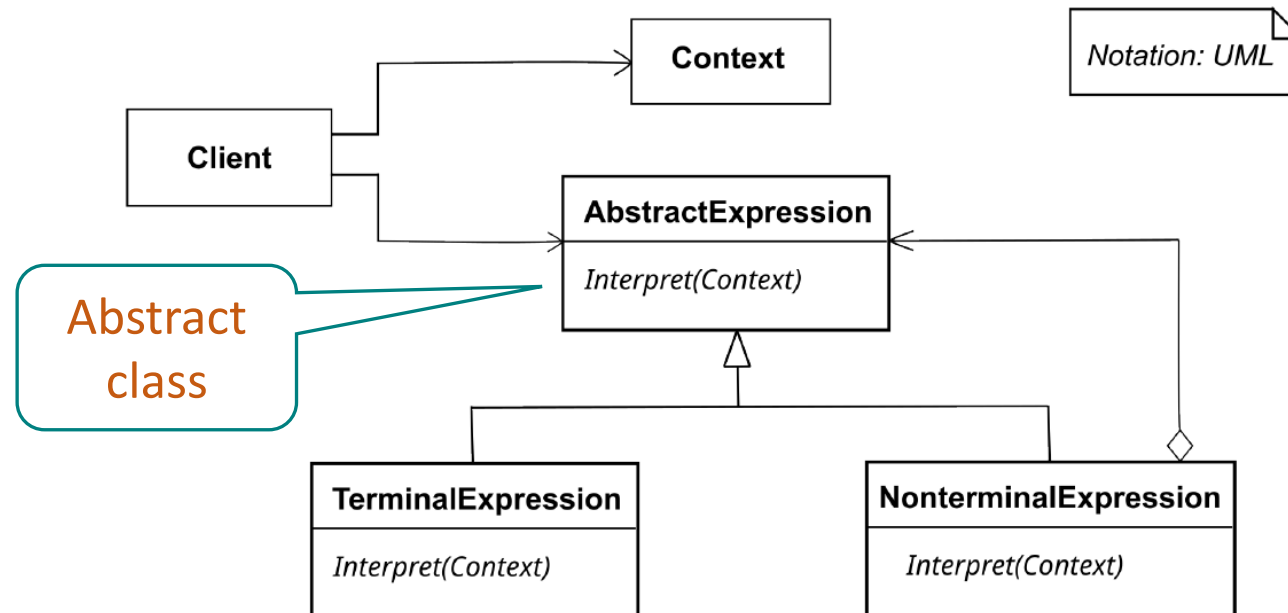 Context
Notation: UML
Client
AbstractExpression
Interpret(Context)
Abstract
class
TerminalExpression
Interpret(Context)
NonterminalExpression
Interpret(Context)